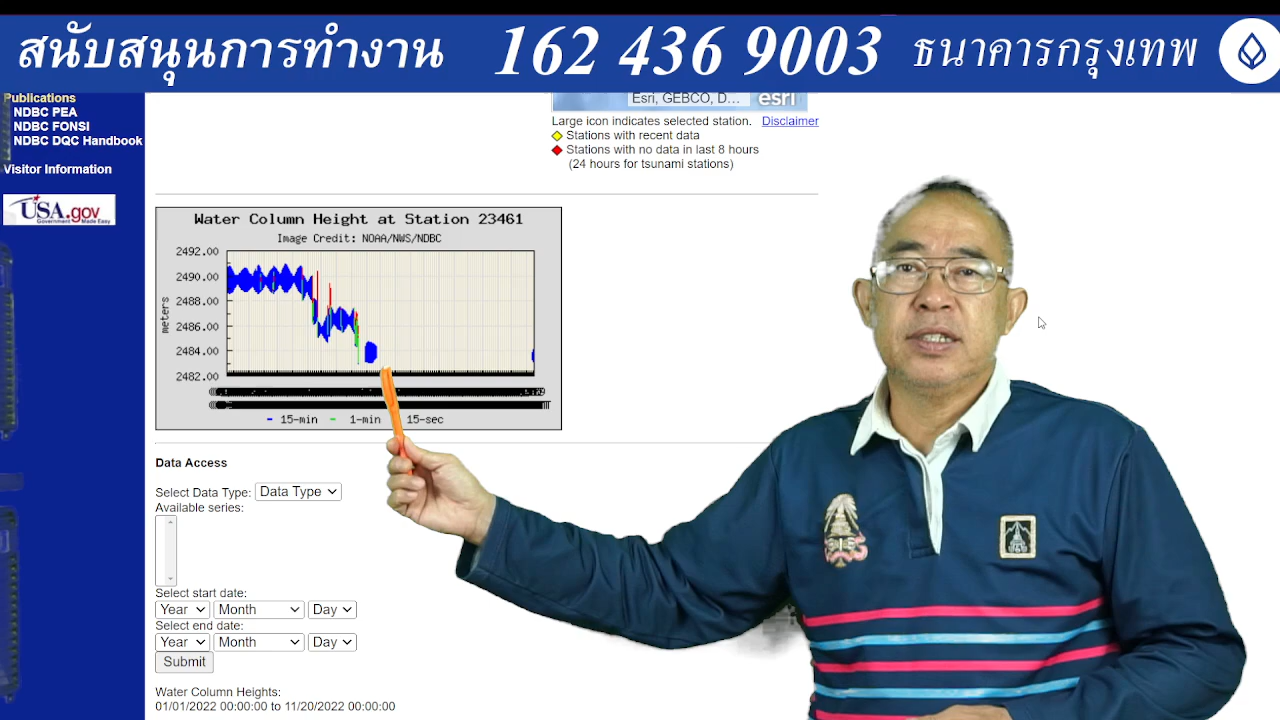 สนับสนุนการทำงาน 162 436 9003 ธนาคารกรุงเทพ
Publications
NDBC PEA
NDBC FONSI
NDBC DQC Handbook
Visitor Information
USA.gov
Government Made Easy
Esri, GEBCO, D... esri
Large icon indicates selected station. Disclaimer
Stations with recent data
Stations with no data in last 8 hours
(24 hours for tsunami stations)
Water Column Height at Station 23461
Image Credit: NOAA/NWS/NDBC
2492.00
2490.00
2488.00
2486.00
2484.00
2482.00
meters
15-min 1-min 15-sec
Data Access
Select Data Type: Data Type
Available series:
Select start date:
Year Month Day
Select end date:
Year Month Day
Submit
Water Column Heights:
01/01/2022 00:00:00 to 11/20/2022 00:00:00